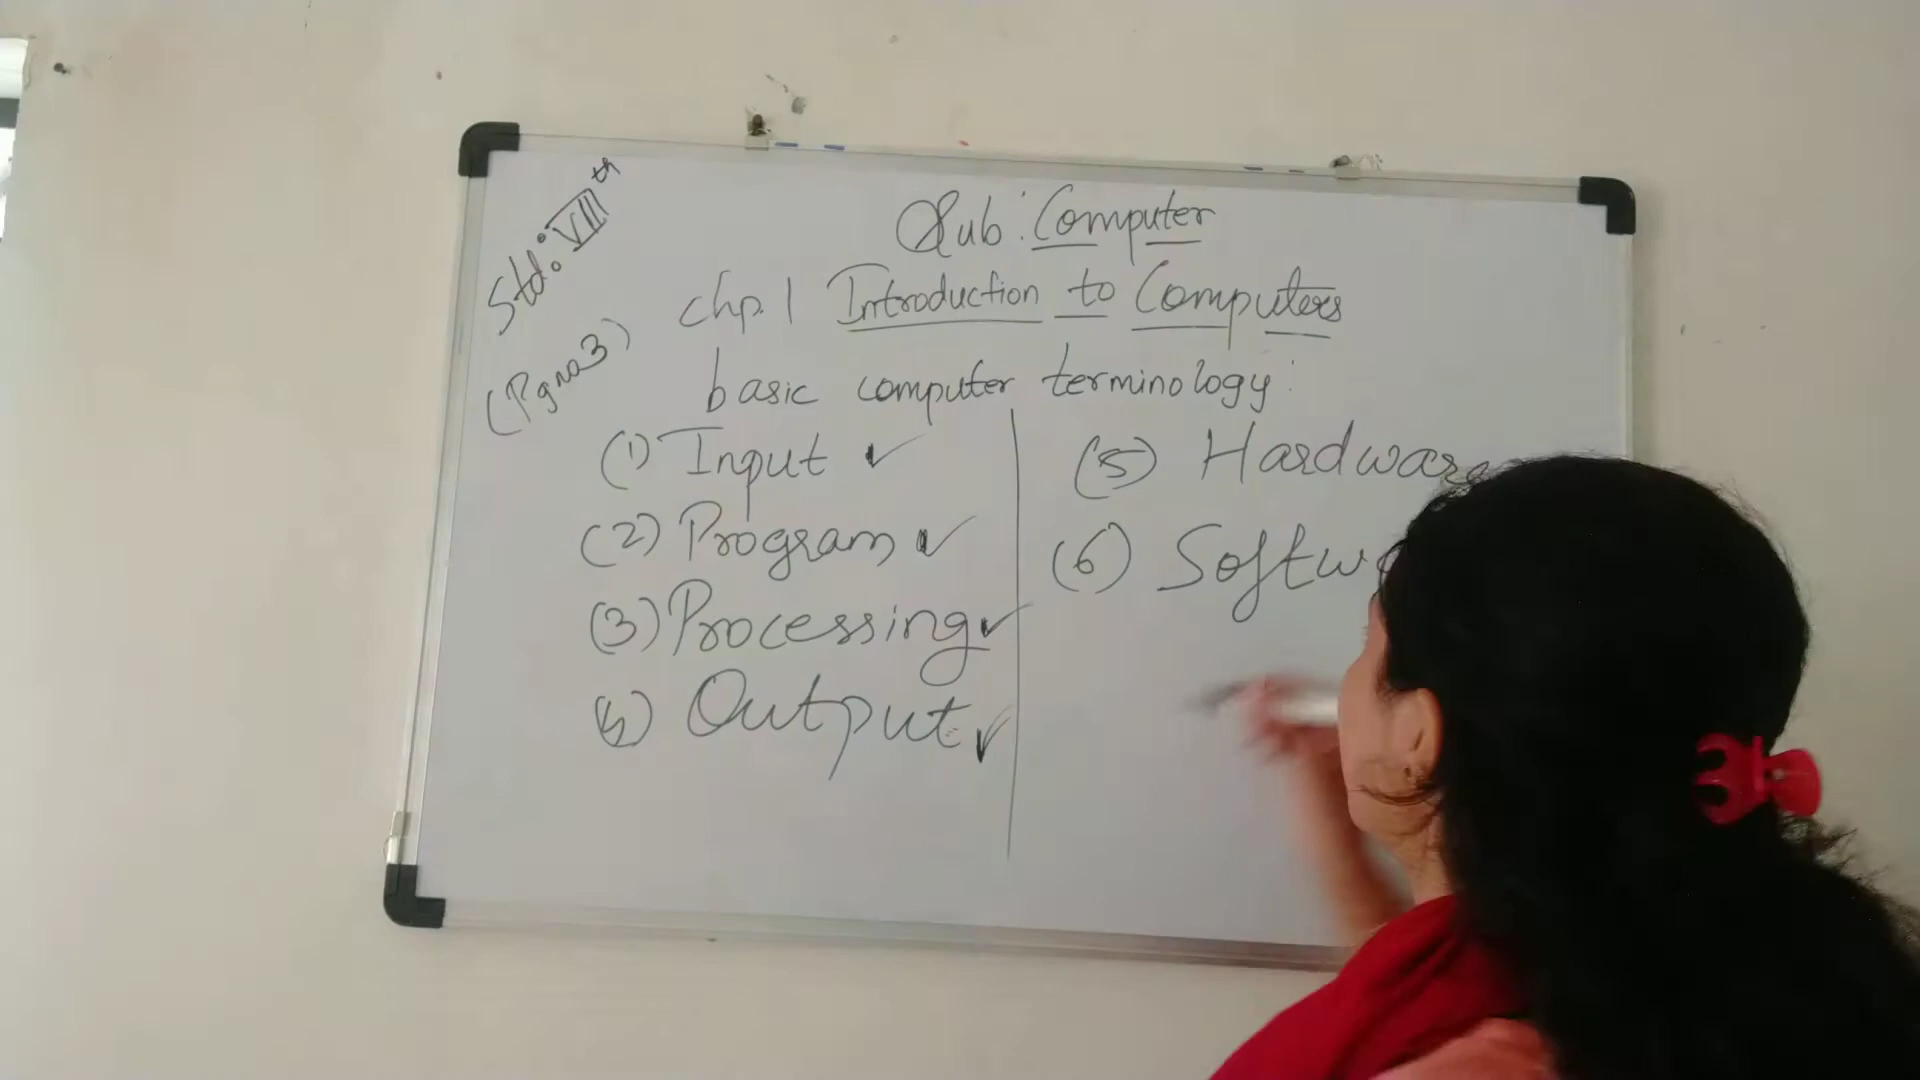 Std: VIIIth
(Pg no 3)
Sub: Computer
chp. 1 Introduction to Computers
basic computer terminology:
(1) Input ✓
(2) Program ✓
(3) Processing ✓
(4) Output ✓
(5) Hardware
(6) Softw